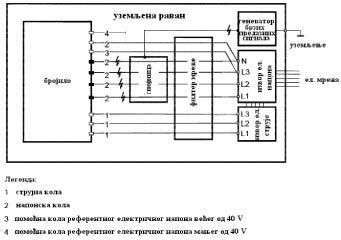 уземљена раван
генератор
брзих
прелазних
сигнала
уземљење
4
2
3
2
2
2
2
1
1
1
бројило
спојница
филтер мреже
N
L3
L2
L1
извор ел.
напона
ел. мрежа
L3
L2
L1
извор ел.
струје
Легенда:
1 струјна кола
2 напонска кола
3 помоћна кола референтног електричног напона већег од 40 V
4 помоћна кола референтног електричног напона мањег од 40 V